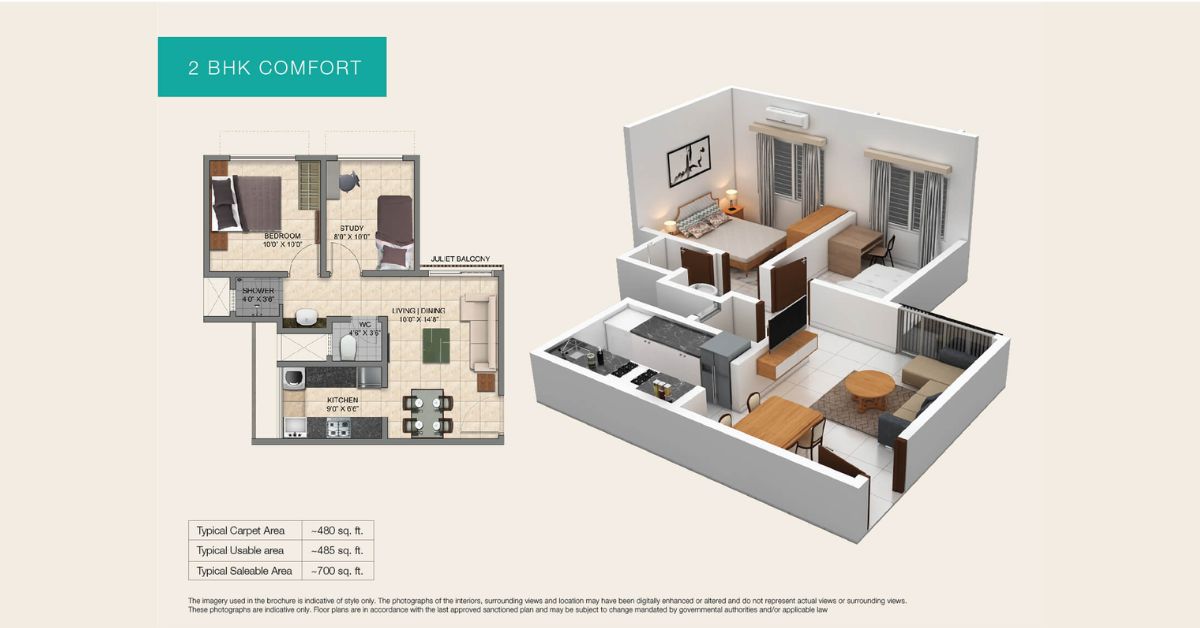 2 BHK COMFORT
BEDROOM
10'0" X 10'0"
STUDY
8'0" X 10'0"
JULIET BALCONY
SHOWER
4'0" X 3'6"
LIVING | DINING
10'0" X 14'8"
WC
4'6" X 3'6"
KITCHEN
9'0" X 6'6"
Typical Carpet Area ~480 sq. ft.
Typical Usable area ~485 sq. ft.
Typical Saleable Area ~700 sq. ft.
The imagery used in the brochure is indicative of style only. The photographs of the interiors, surrounding views and location may have been digitally enhanced or altered and do not represent actual views or surrounding views.
These photographs are indicative only. Floor plans are in accordance with the last approved sanctioned plan and may be subject to change mandated by governmental authorities and/or applicable law